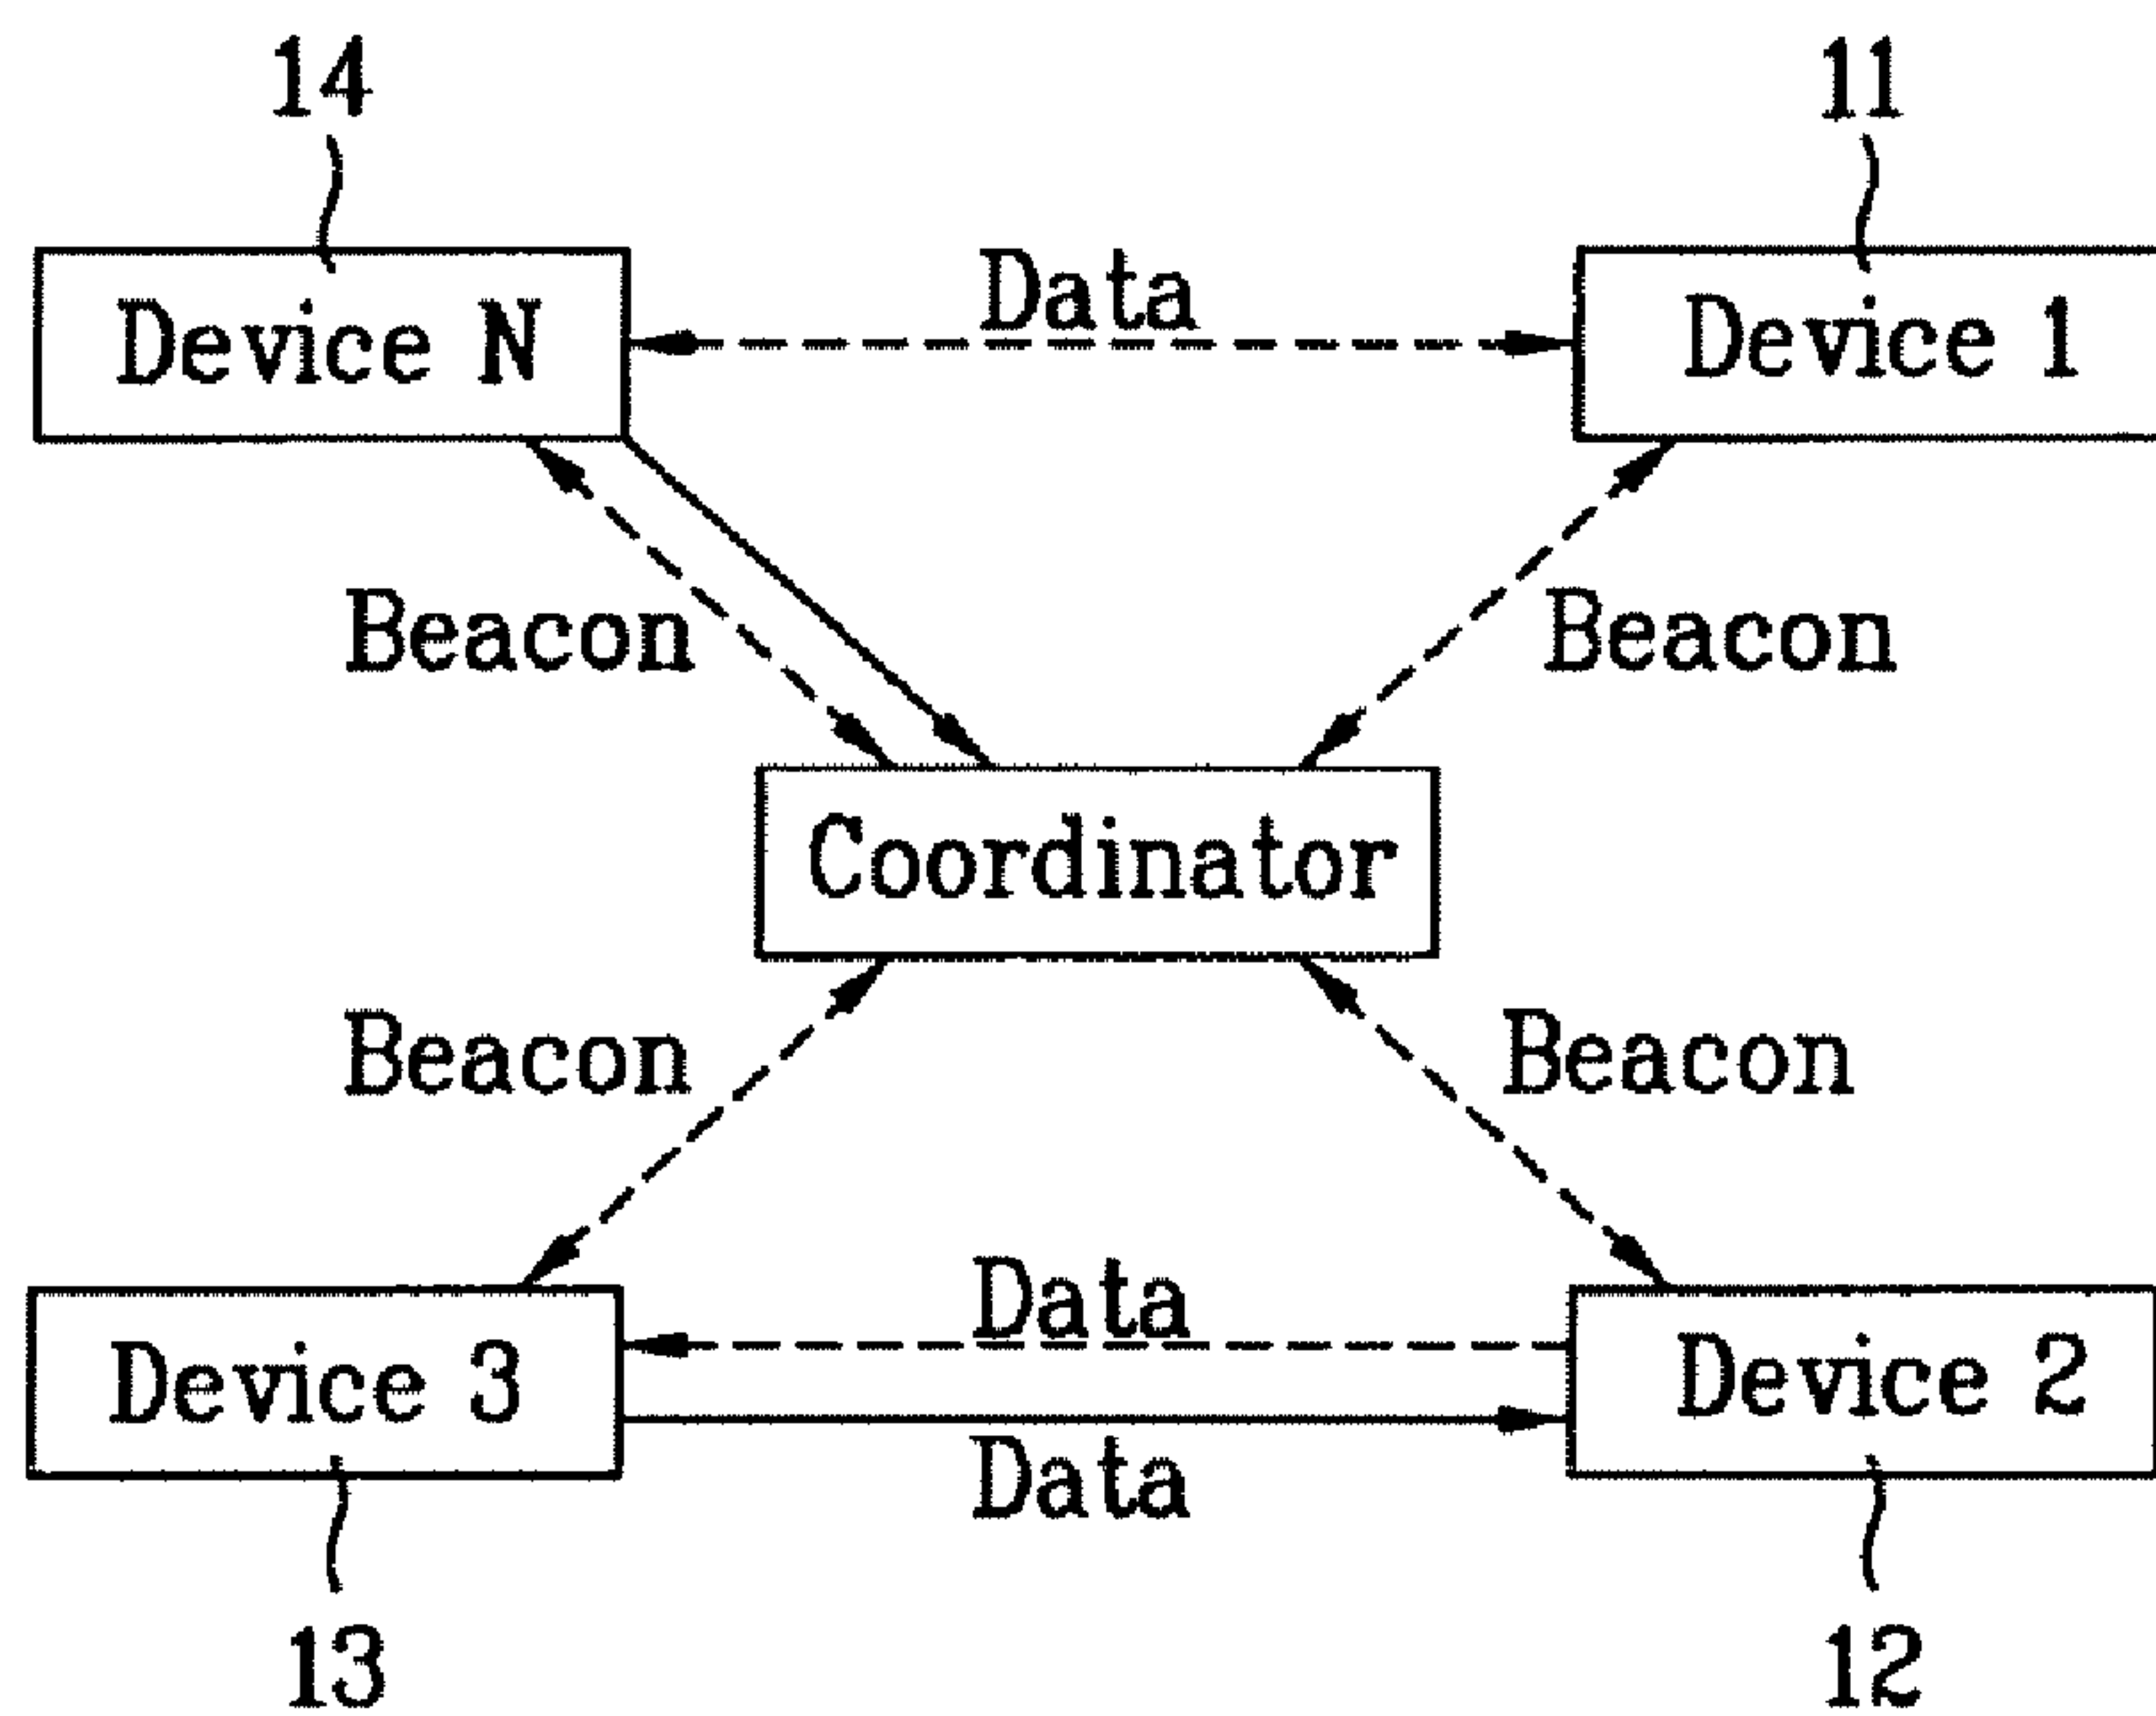 14
11
Data
Device N
Device 1
Beacon
Beacon
Coordinator
Beacon
Beacon
Data
Device 3
Device 2
Data
13
12